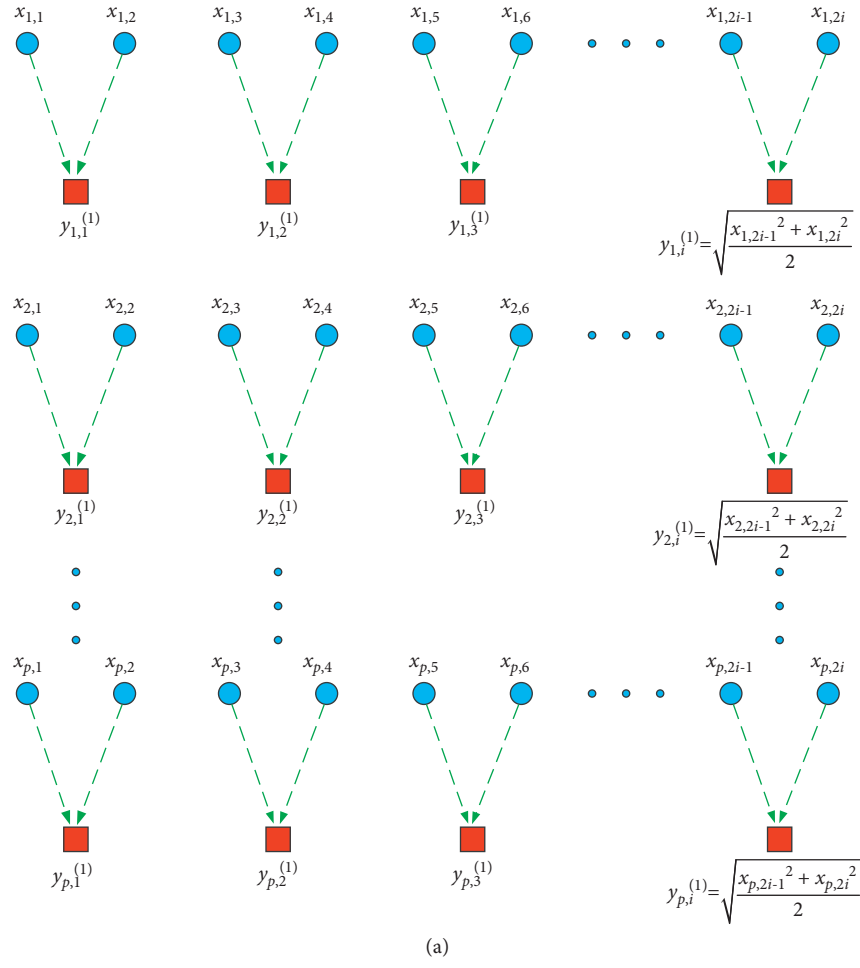 x1,1 x1,2 x1,3 x1,4 x1,5 x1,6 x1,2i-1 x1,2i
y1,1(1) y1,2(1) y1,3(1) y1,i(1)=√((x1,2i-1² + x1,2i²)/2)
x2,1 x2,2 x2,3 x2,4 x2,5 x2,6 x2,2i-1 x2,2i
y2,1(1) y2,2(1) y2,3(1) y2,i(1)=√((x2,2i-1² + x2,2i²)/2)
xp,1 xp,2 xp,3 xp,4 xp,5 xp,6 xp,2i-1 xp,2i
yp,1(1) yp,2(1) yp,3(1) yp,i(1)=√((xp,2i-1² + xp,2i²)/2)
(a)